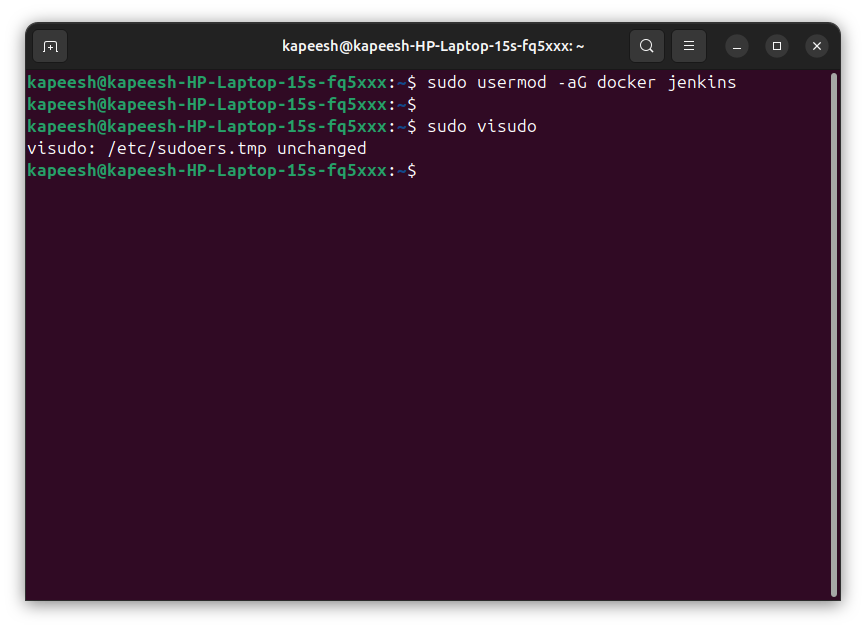 kapeesh@kapeesh-HP-Laptop-15s-fq5xxx: ~
kapeesh@kapeesh-HP-Laptop-15s-fq5xxx:~$ sudo usermod -aG docker jenkins
kapeesh@kapeesh-HP-Laptop-15s-fq5xxx:~$
kapeesh@kapeesh-HP-Laptop-15s-fq5xxx:~$ sudo visudo
visudo: /etc/sudoers.tmp unchanged
kapeesh@kapeesh-HP-Laptop-15s-fq5xxx:~$